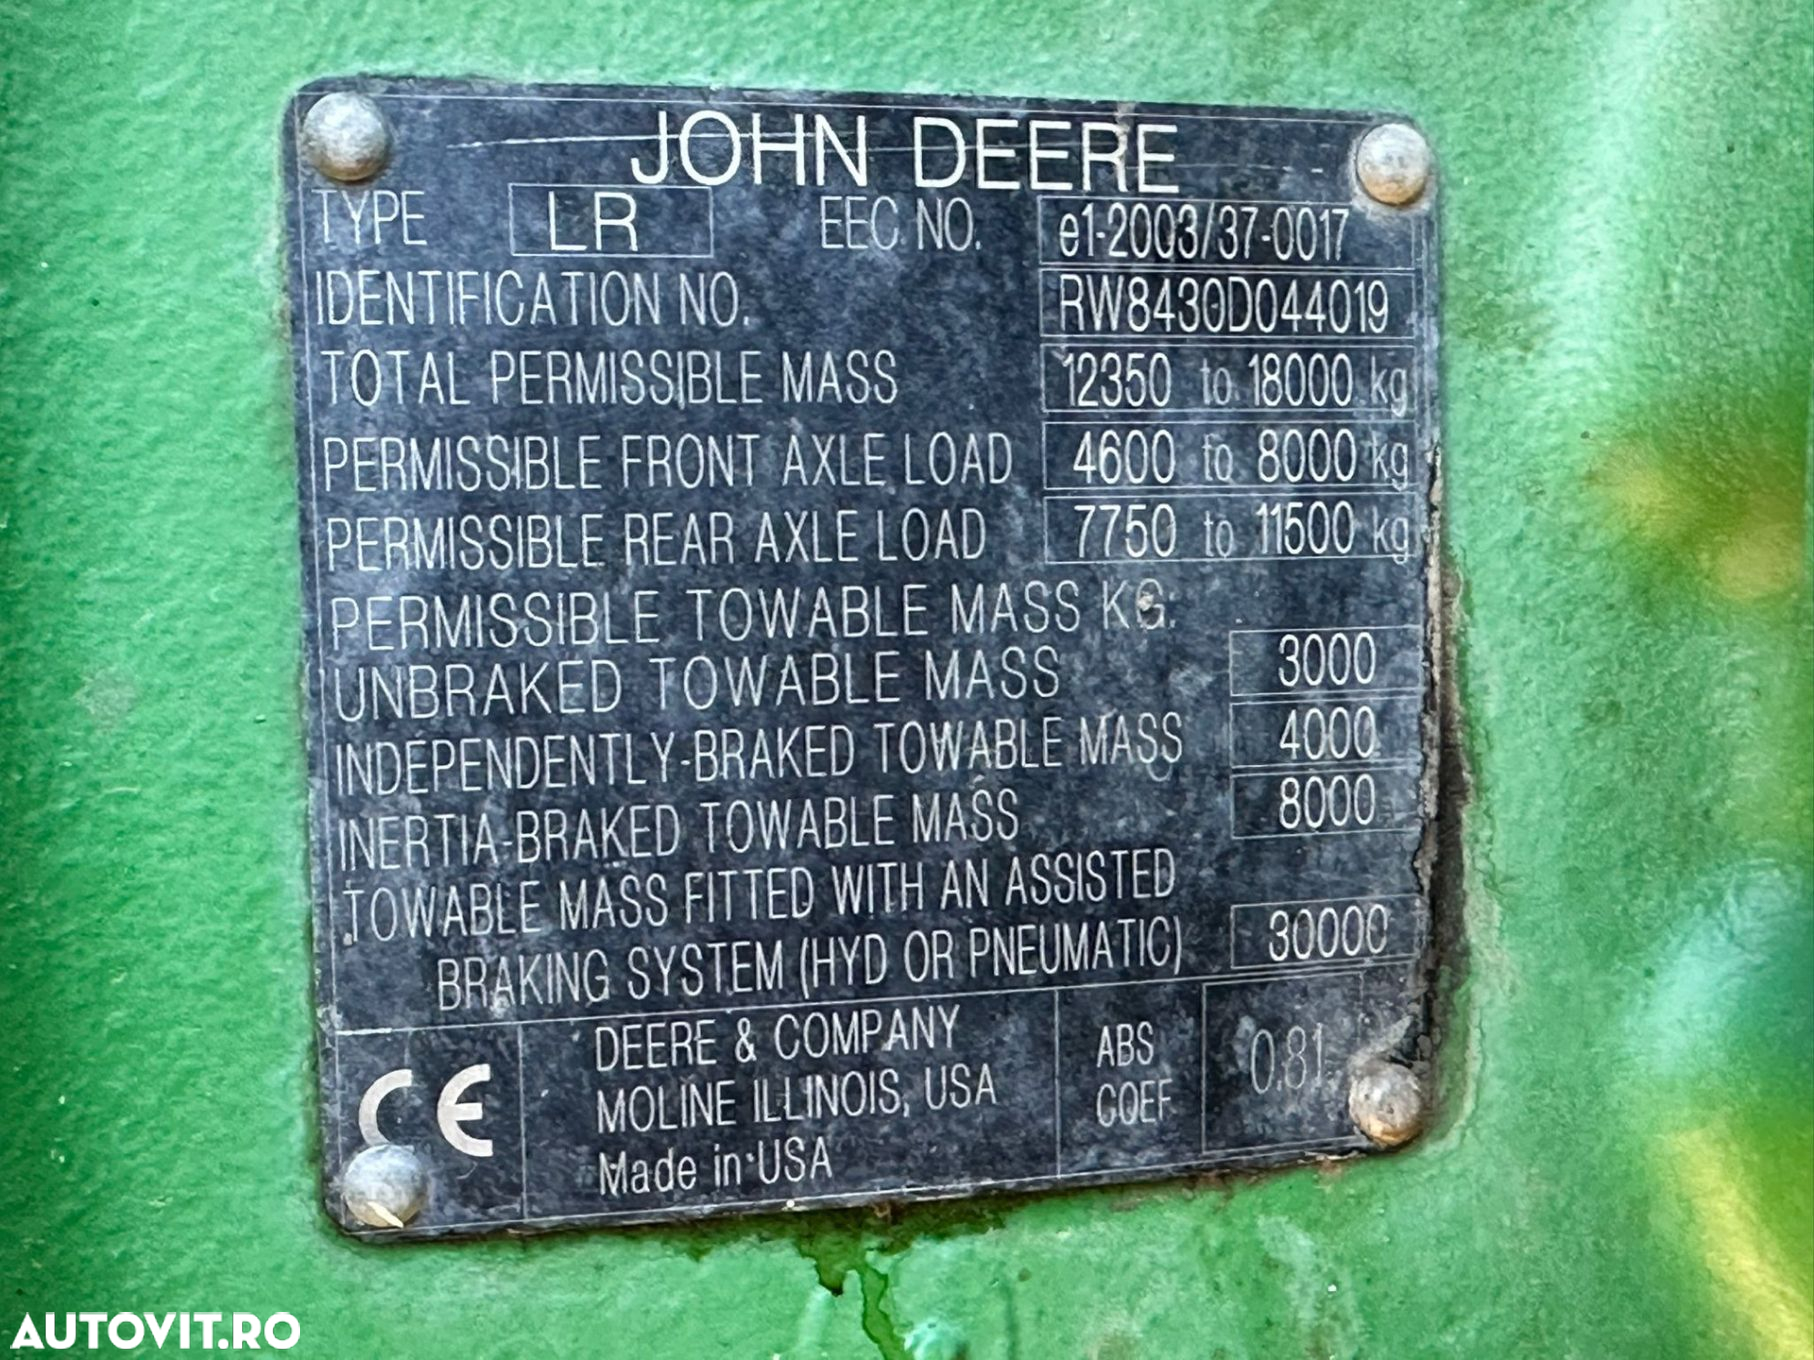 JOHN DEERE
TYPE LR EEC NO. e1-2003/37-0017
IDENTIFICATION NO. RW8430D044019
TOTAL PERMISSIBLE MASS 12350 to 18000 kg
PERMISSIBLE FRONT AXLE LOAD 4600 to 8000 kg
PERMISSIBLE REAR AXLE LOAD 7750 to 11500 kg
PERMISSIBLE TOWABLE MASS KG:
UNBRAKED TOWABLE MASS 3000
INDEPENDENTLY-BRAKED TOWABLE MASS 4000
INERTIA-BRAKED TOWABLE MASS 8000
TOWABLE MASS FITTED WITH AN ASSISTED
BRAKING SYSTEM (HYD OR PNEUMATIC) 30000
CE
DEERE & COMPANY
MOLINE ILLINOIS, USA
Made in USA
ABS
COEF
0.81
AUTOVIT.RO